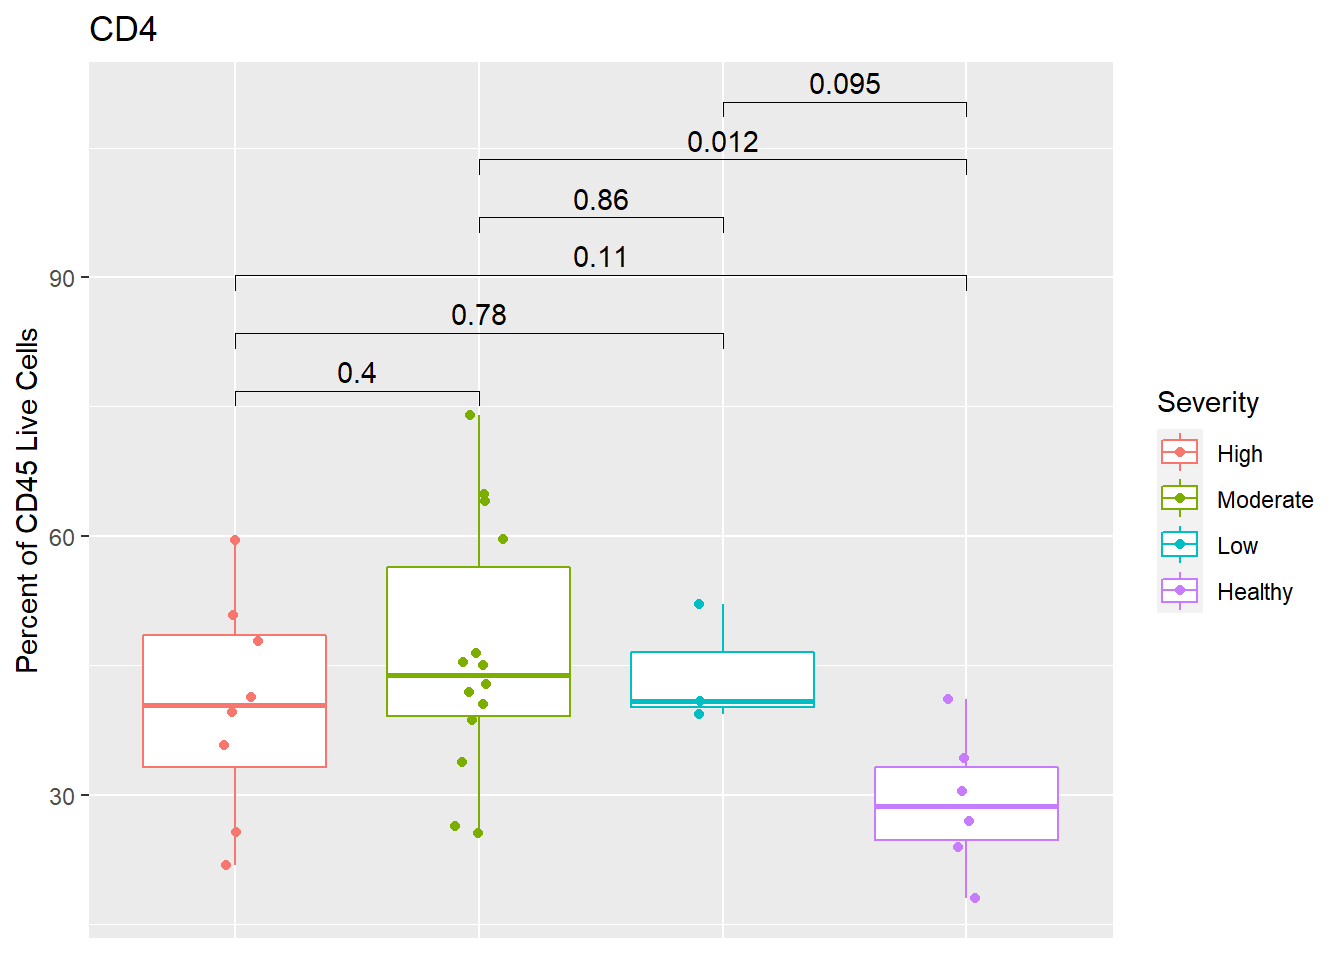 CD4
0.095
0.012
0.86
0.11
0.78
0.4
90
60
30
Percent of CD45 Live Cells
Severity
High
Moderate
Low
Healthy